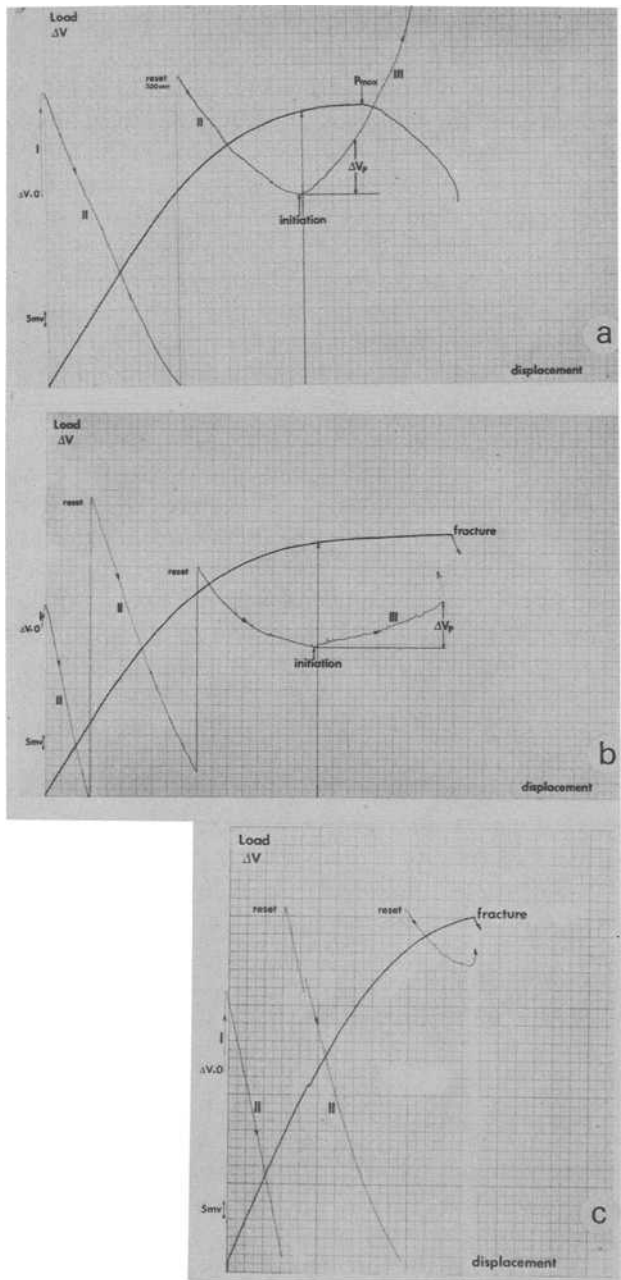 Load
ΔV
reset
500mm
Pmax
III
II
I
ΔVp
ΔV.0
II
initiation
5mv
a
displacement
Load
ΔV
reset
fracture
reset
II
ΔV.0
III
ΔVp
II
initiation
5mv
b
displacement
Load
ΔV
reset
reset
fracture
I
ΔV.0
II
II
5mv
c
displacement